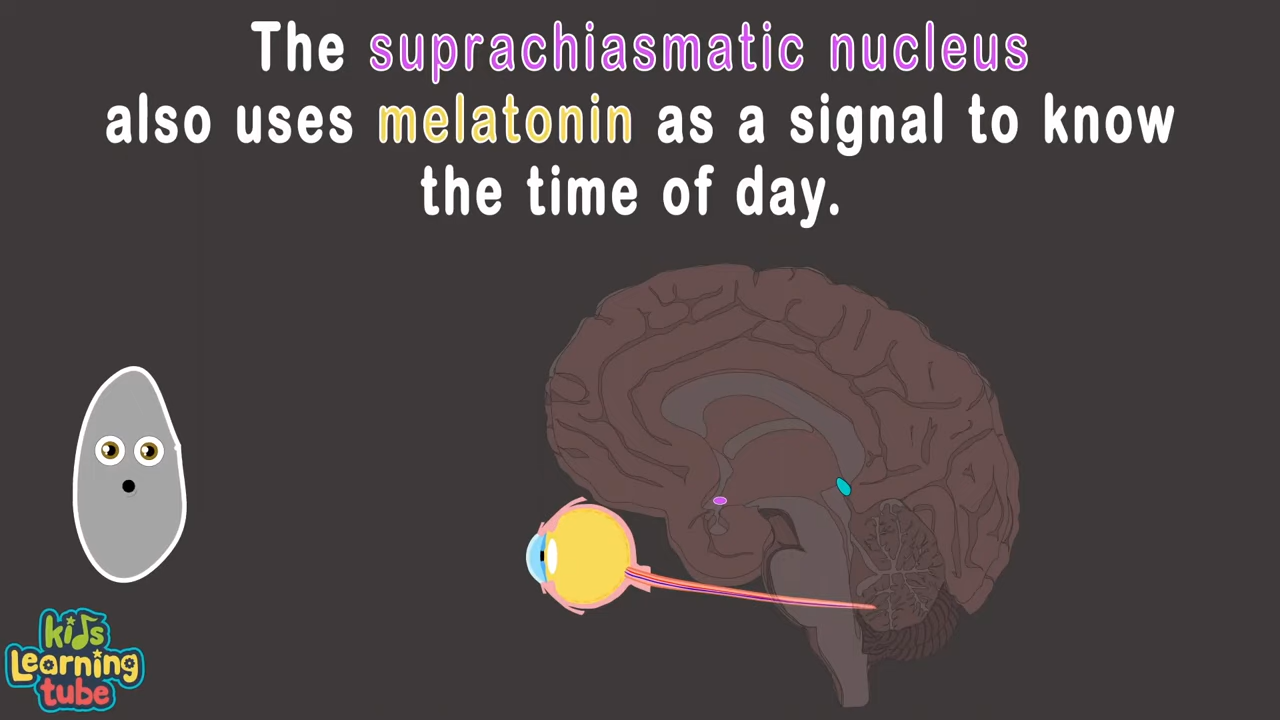 The suprachiasmatic nucleus
also uses melatonin as a signal to know
the time of day.
kids
Learning
tube